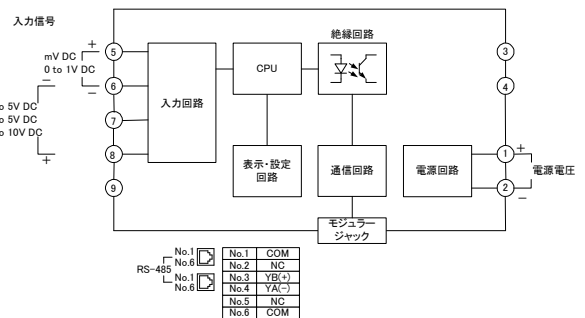 入力信号
絶縁回路
+
5
mV DC
0 to 1V DC
6
−
−
o 5V DC
o 5V DC
o 10V DC
7
+
8
9
入力回路
CPU
表示・設定
回路
通信回路
電源回路
3
4
1
+
電源電圧
2
−
モジュラー
ジャック
RS-485
No.1
No.6
No.1
No.6
No.1 COM
No.2 NC
No.3 YB(+)
No.4 YA(−)
No.5 NC
No.6 COM